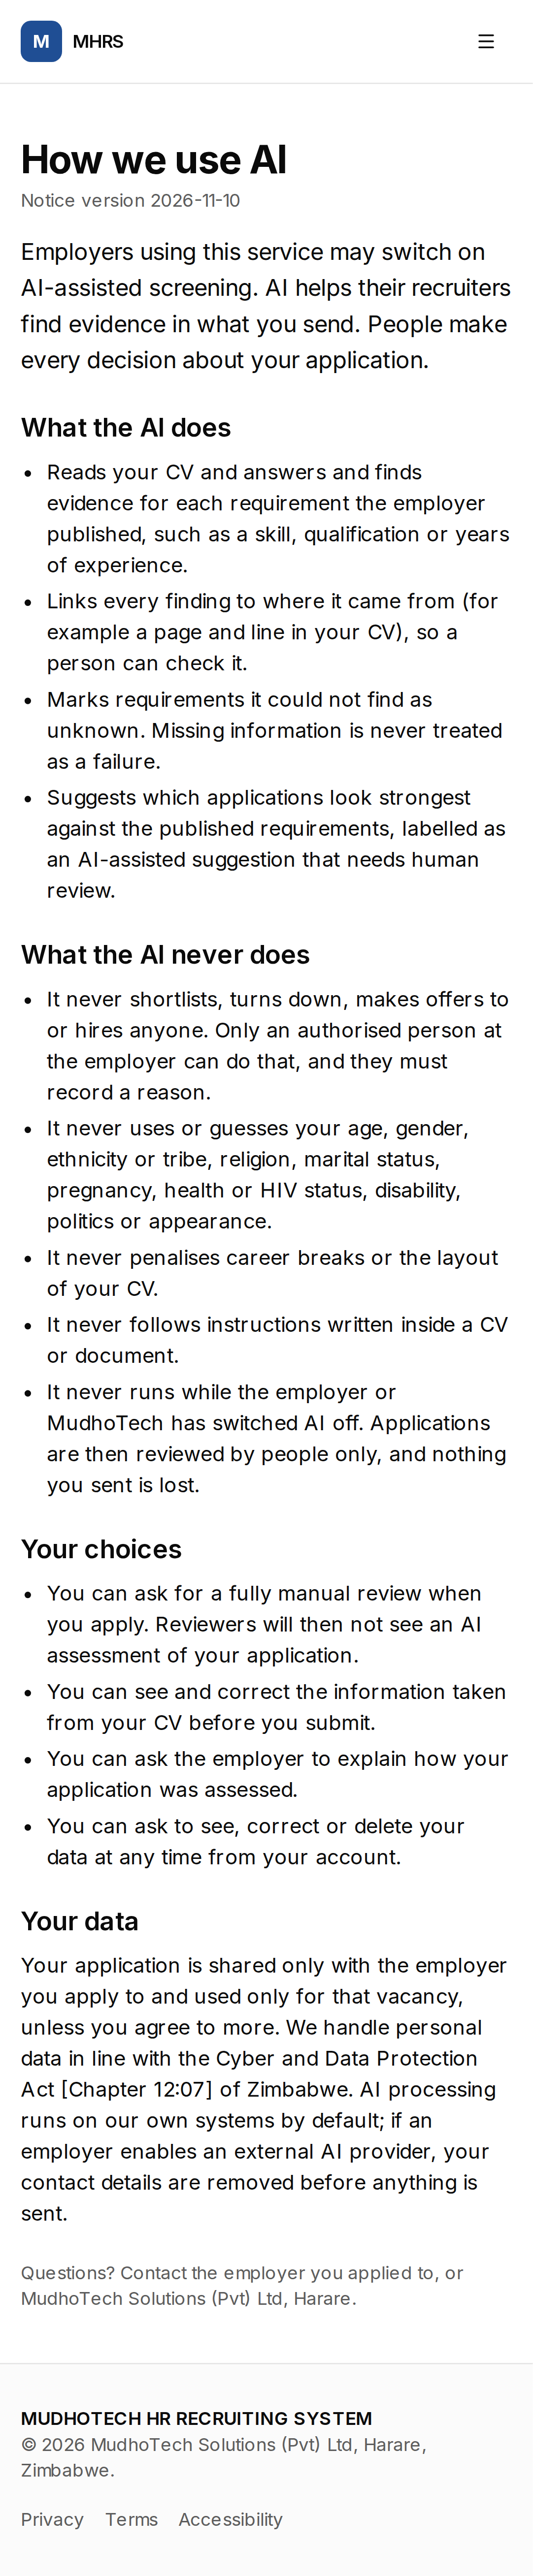 M MHRS
How we use AI
Notice version 2026-11-10
Employers using this service may switch on
AI-assisted screening. AI helps their recruiters
find evidence in what you send. People make
every decision about your application.
What the AI does
• Reads your CV and answers and finds
evidence for each requirement the employer
published, such as a skill, qualification or years
of experience.
• Links every finding to where it came from (for
example a page and line in your CV), so a
person can check it.
• Marks requirements it could not find as
unknown. Missing information is never treated
as a failure.
• Suggests which applications look strongest
against the published requirements, labelled as
an AI-assisted suggestion that needs human
review.
What the AI never does
• It never shortlists, turns down, makes offers to
or hires anyone. Only an authorised person at
the employer can do that, and they must
record a reason.
• It never uses or guesses your age, gender,
ethnicity or tribe, religion, marital status,
pregnancy, health or HIV status, disability,
politics or appearance.
• It never penalises career breaks or the layout
of your CV.
• It never follows instructions written inside a CV
or document.
• It never runs while the employer or
MudhoTech has switched AI off. Applications
are then reviewed by people only, and nothing
you sent is lost.
Your choices
• You can ask for a fully manual review when
you apply. Reviewers will then not see an AI
assessment of your application.
• You can see and correct the information taken
from your CV before you submit.
• You can ask the employer to explain how your
application was assessed.
• You can ask to see, correct or delete your
data at any time from your account.
Your data
Your application is shared only with the employer
you apply to and used only for that vacancy,
unless you agree to more. We handle personal
data in line with the Cyber and Data Protection
Act [Chapter 12:07] of Zimbabwe. AI processing
runs on our own systems by default; if an
employer enables an external AI provider, your
contact details are removed before anything is
sent.
Questions? Contact the employer you applied to, or
MudhoTech Solutions (Pvt) Ltd, Harare.
MUDHOTECH HR RECRUITING SYSTEM
© 2026 MudhoTech Solutions (Pvt) Ltd, Harare,
Zimbabwe.
Privacy Terms Accessibility